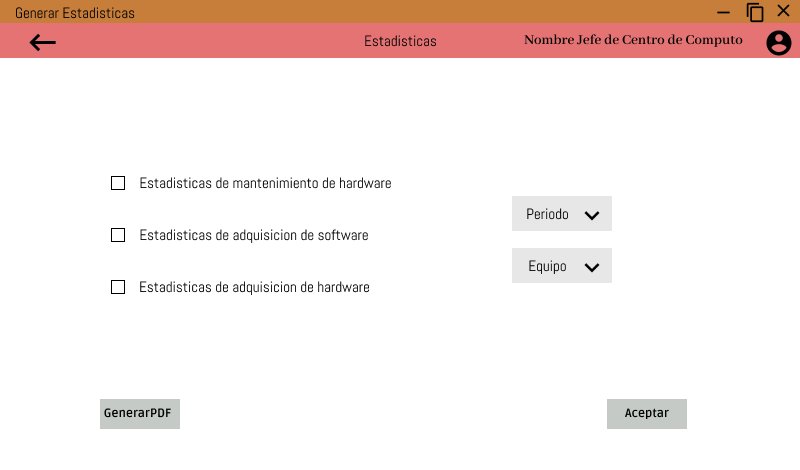 Generar Estadisticas
Estadisticas
Nombre Jefe de Centro de Computo
Estadisticas de mantenimiento de hardware
Periodo
Estadisticas de adquisicion de software
Equipo
Estadisticas de adquisicion de hardware
GenerarPDF
Aceptar